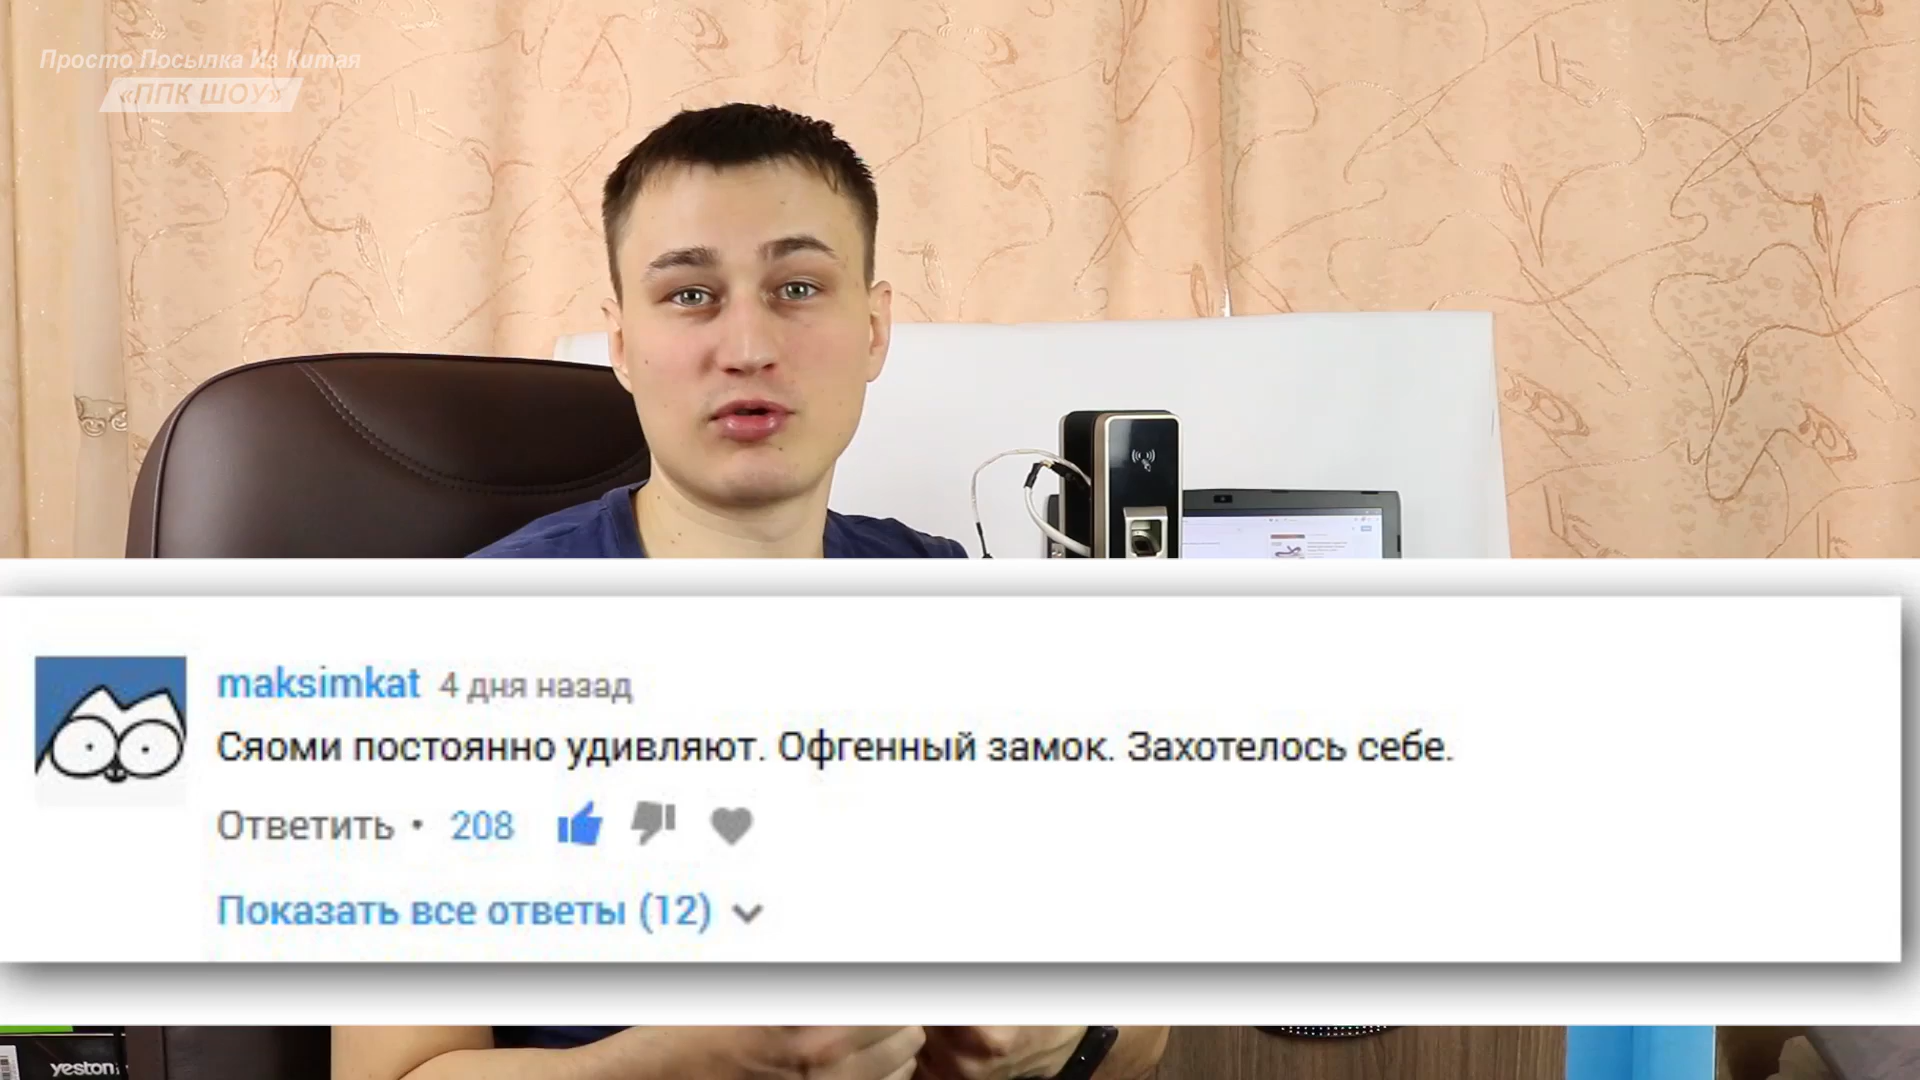 Просто Посылка Из Китая
«ППК ШОУ»
maksimkat 4 дня назад
Сяоми постоянно удивляют. Офгенный замок. Захотелось себе.
Ответить • 208
Показать все ответы (12)
yeston